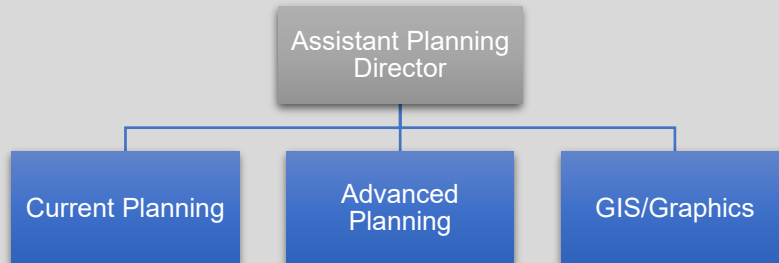 Assistant Planning
Director
Current Planning
Advanced
Planning
GIS/Graphics